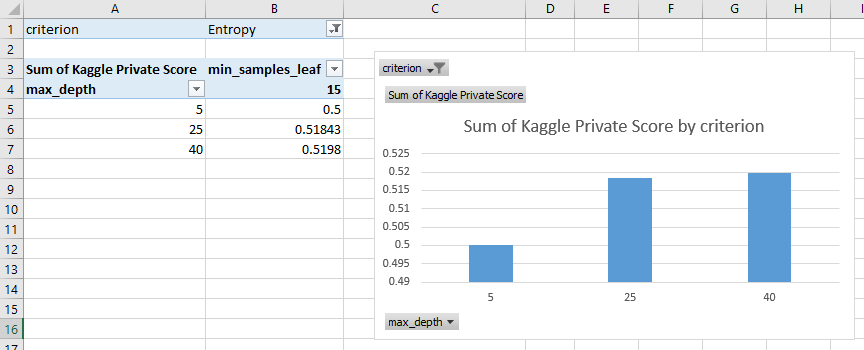 A B C D E F G H I
1 criterion Entropy
2
3 Sum of Kaggle Private Score min_samples_leaf
4 max_depth 15
5 5 0.5
6 25 0.51843
7 40 0.5198
8
9
10
11
12
13
14
15
16
17
criterion
Sum of Kaggle Private Score
Sum of Kaggle Private Score by criterion
0.525
0.52
0.515
0.51
0.505
0.5
0.495
0.49
5 25 40
max_depth